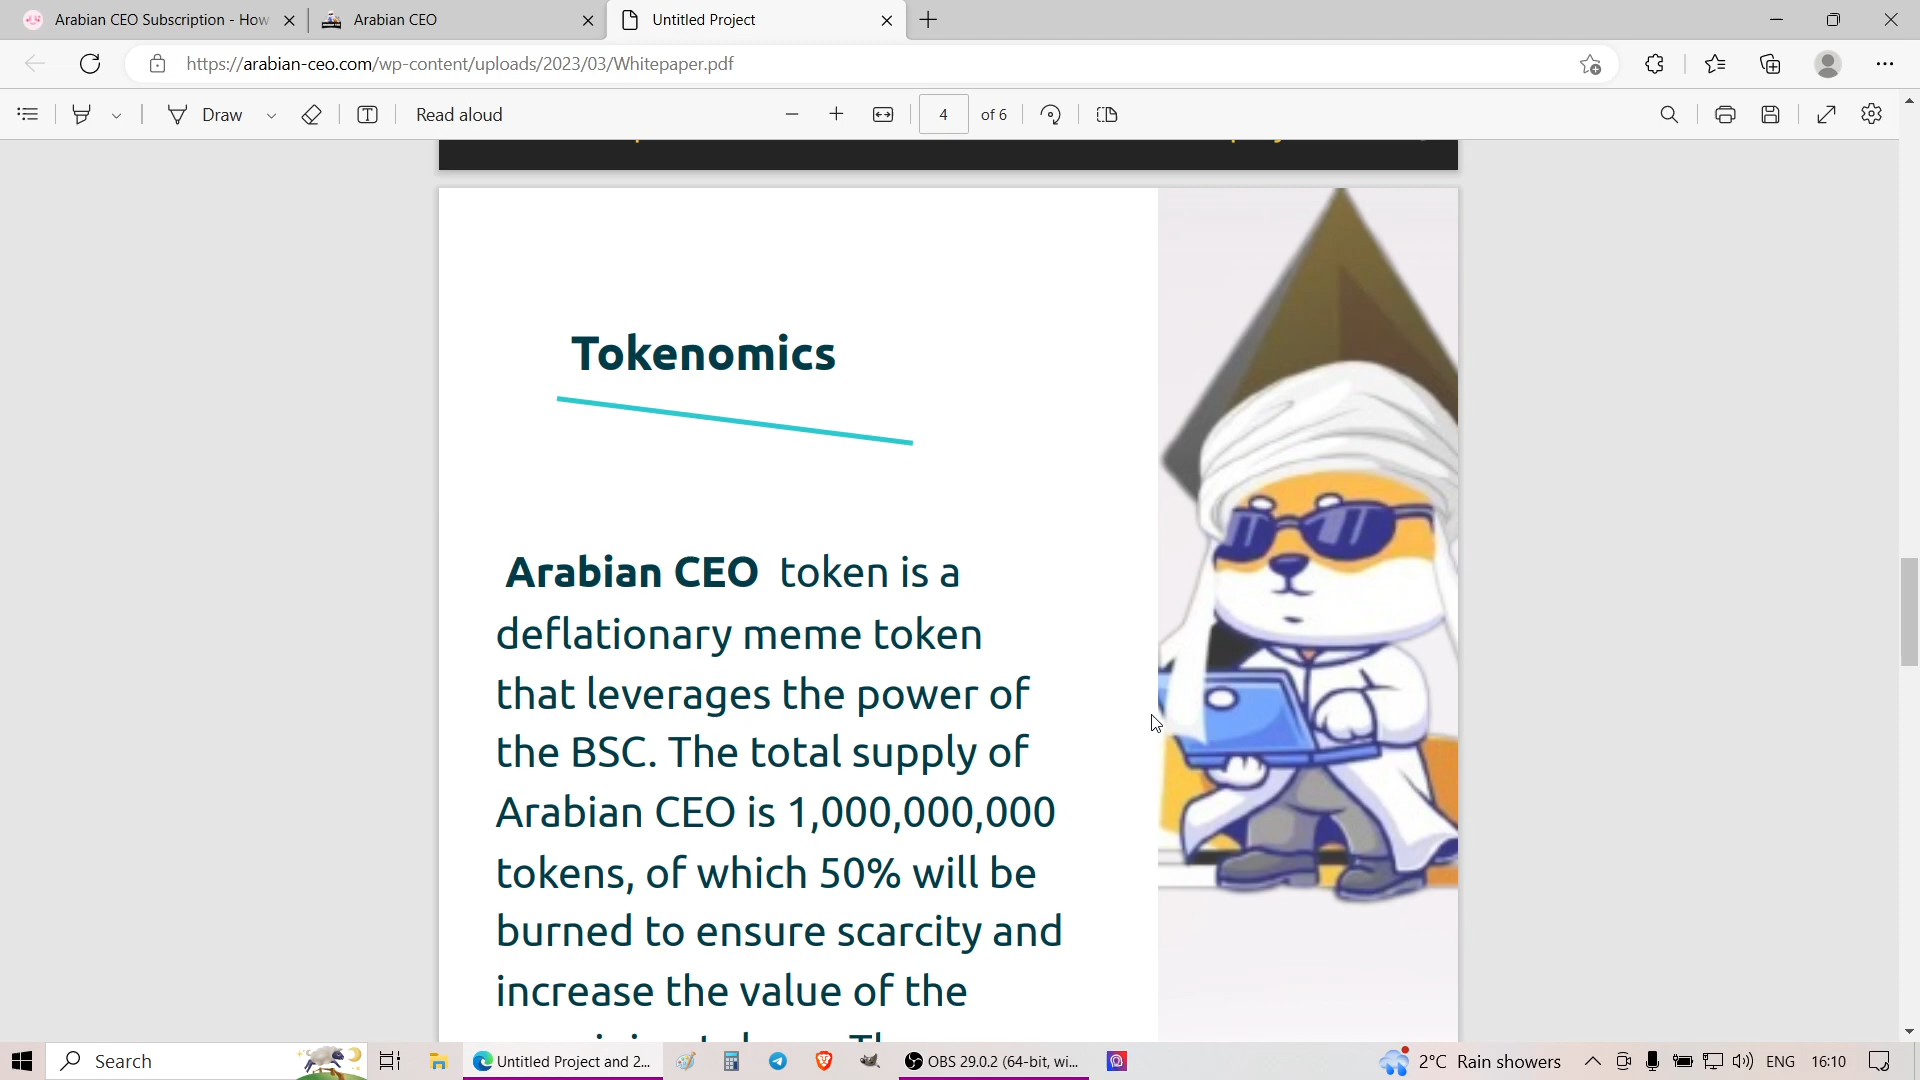 Arabian CEO Subscription - How
Arabian CEO
Untitled Project
https://arabian-ceo.com/wp-content/uploads/2023/03/Whitepaper.pdf
Draw
Read aloud
4 of 6
Tokenomics
Arabian CEO token is a
deflationary meme token
that leverages the power of
the BSC. The total supply of
Arabian CEO is 1,000,000,000
tokens, of which 50% will be
burned to ensure scarcity and
increase the value of the
Search
Untitled Project and 2...
OBS 29.0.2 (64-bit, wi...
2°C Rain showers
ENG
16:10